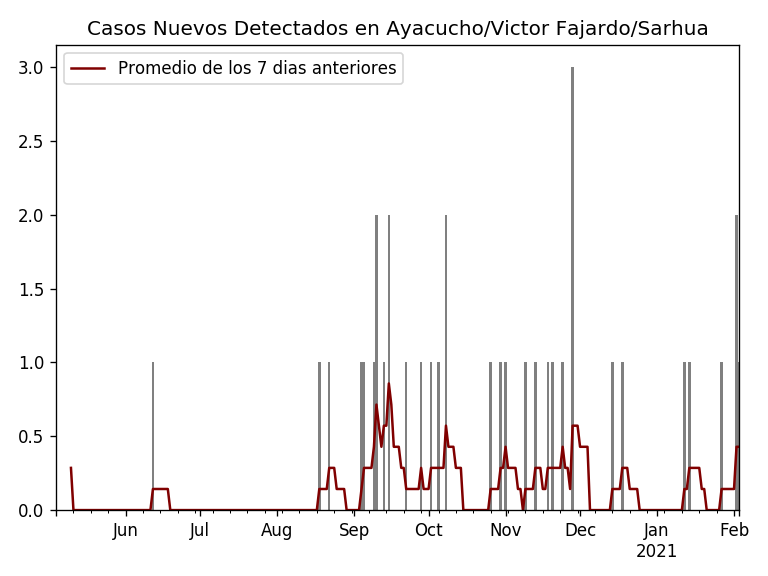 Casos Nuevos Detectados en Ayacucho/Victor Fajardo/Sarhua
Promedio de los 7 dias anteriores
3.0
2.5
2.0
1.5
1.0
0.5
0.0
Jun Jul Aug Sep Oct Nov Dec Jan Feb
2021